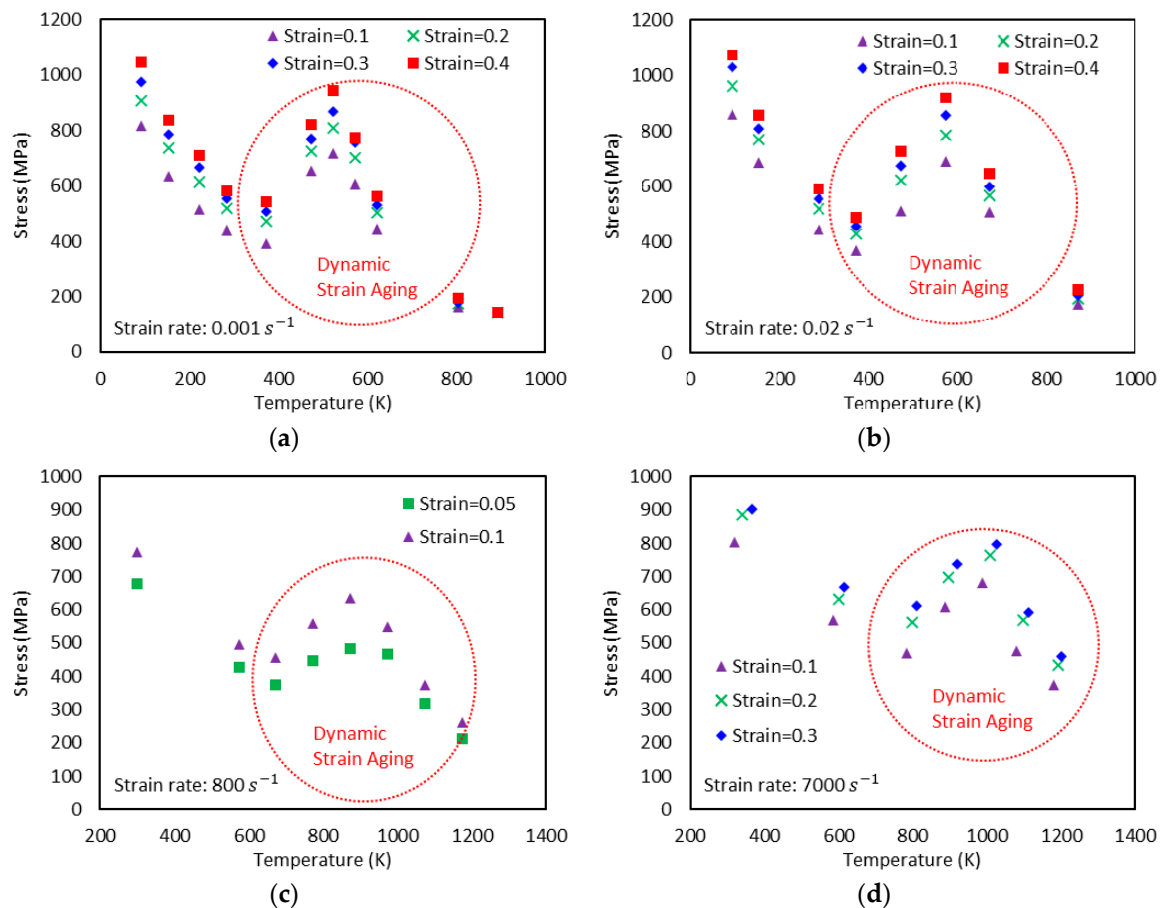 1200
1000
800
600
400
200
0
Stress(MPa)
Strain=0.1 Strain=0.2
Strain=0.3 Strain=0.4
Dynamic
Strain Aging
Strain rate: 0.001 s⁻¹
0 200 400 600 800 1000
Temperature (K)
(a)
1200
1000
800
600
400
200
0
Stress(MPa)
Strain=0.1 Strain=0.2
Strain=0.3 Strain=0.4
Dynamic
Strain Aging
Strain rate: 0.02 s⁻¹
0 200 400 600 800 1000
Temperature (K)
(b)
1000
900
800
700
600
500
400
300
200
100
0
Stress(MPa)
Strain=0.05
Strain=0.1
Dynamic
Strain Aging
Strain rate: 800 s⁻¹
200 400 600 800 1000 1200 1400
Temperature (K)
(c)
1000
900
800
700
600
500
400
300
200
100
0
Stress(MPa)
Strain=0.1
Strain=0.2
Strain=0.3
Dynamic
Strain Aging
Strain rate: 7000 s⁻¹
200 400 600 800 1000 1200 1400
Temperature (K)
(d)